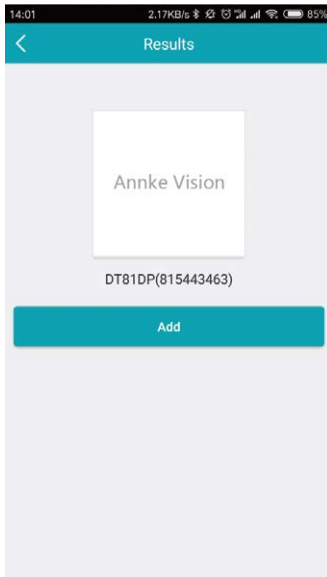 14:01
2.17KB/s
85%
Results
Annke Vision
DT81DP(815443463)
Add